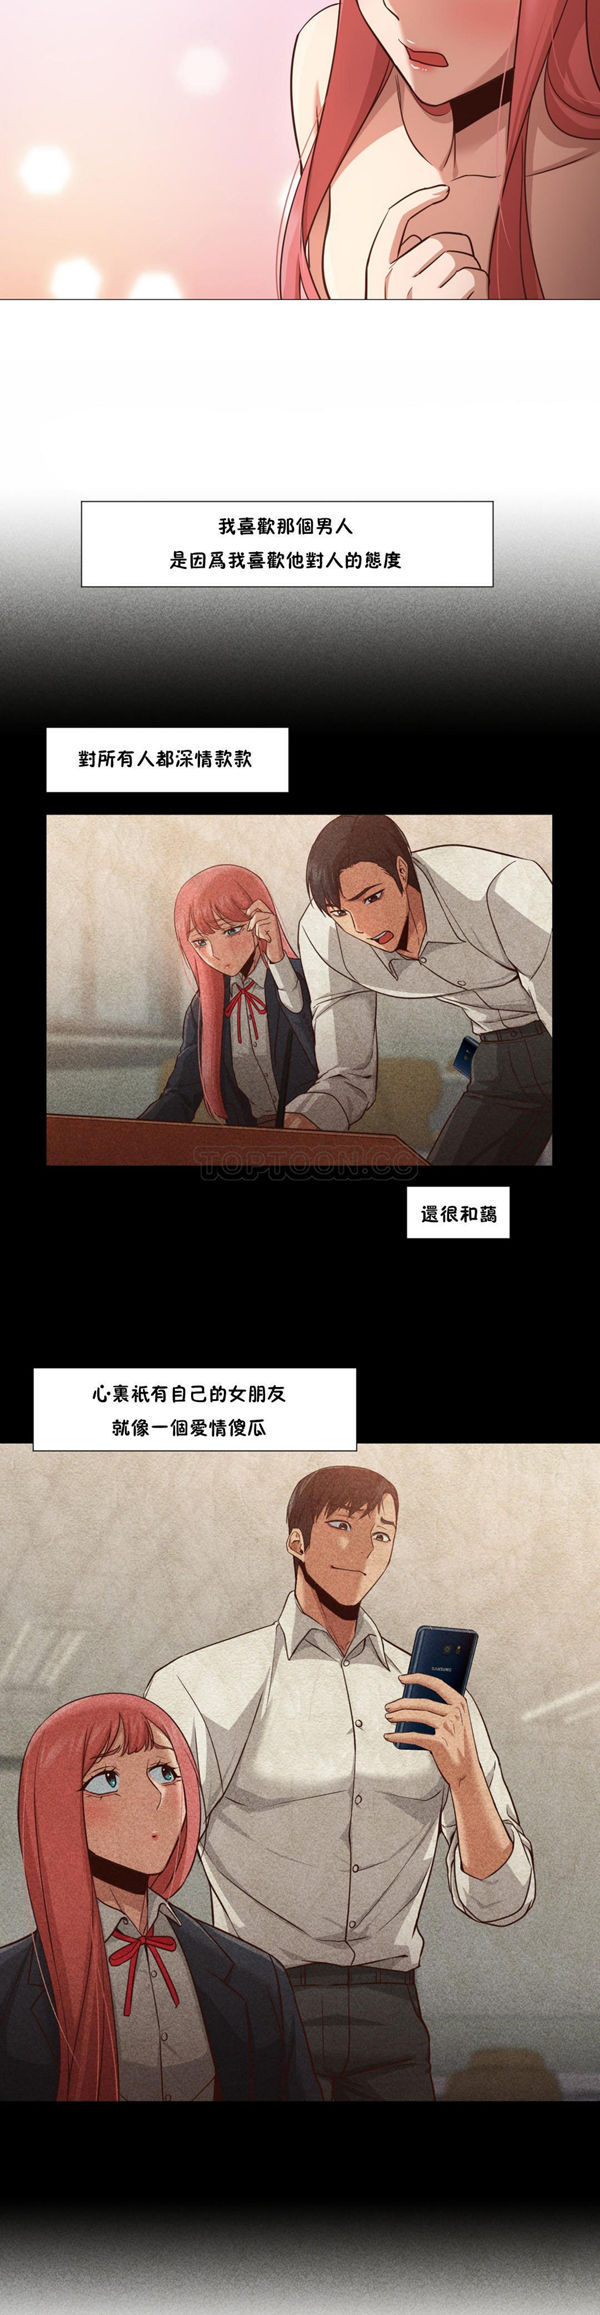 我喜歡那個男人
是因爲我喜歡他對人的態度
對所有人都深情款款
TOPTOON.CC
還很和藹
心裏祇有自己的女朋友
就像一個愛情傻瓜
SAMSUNG